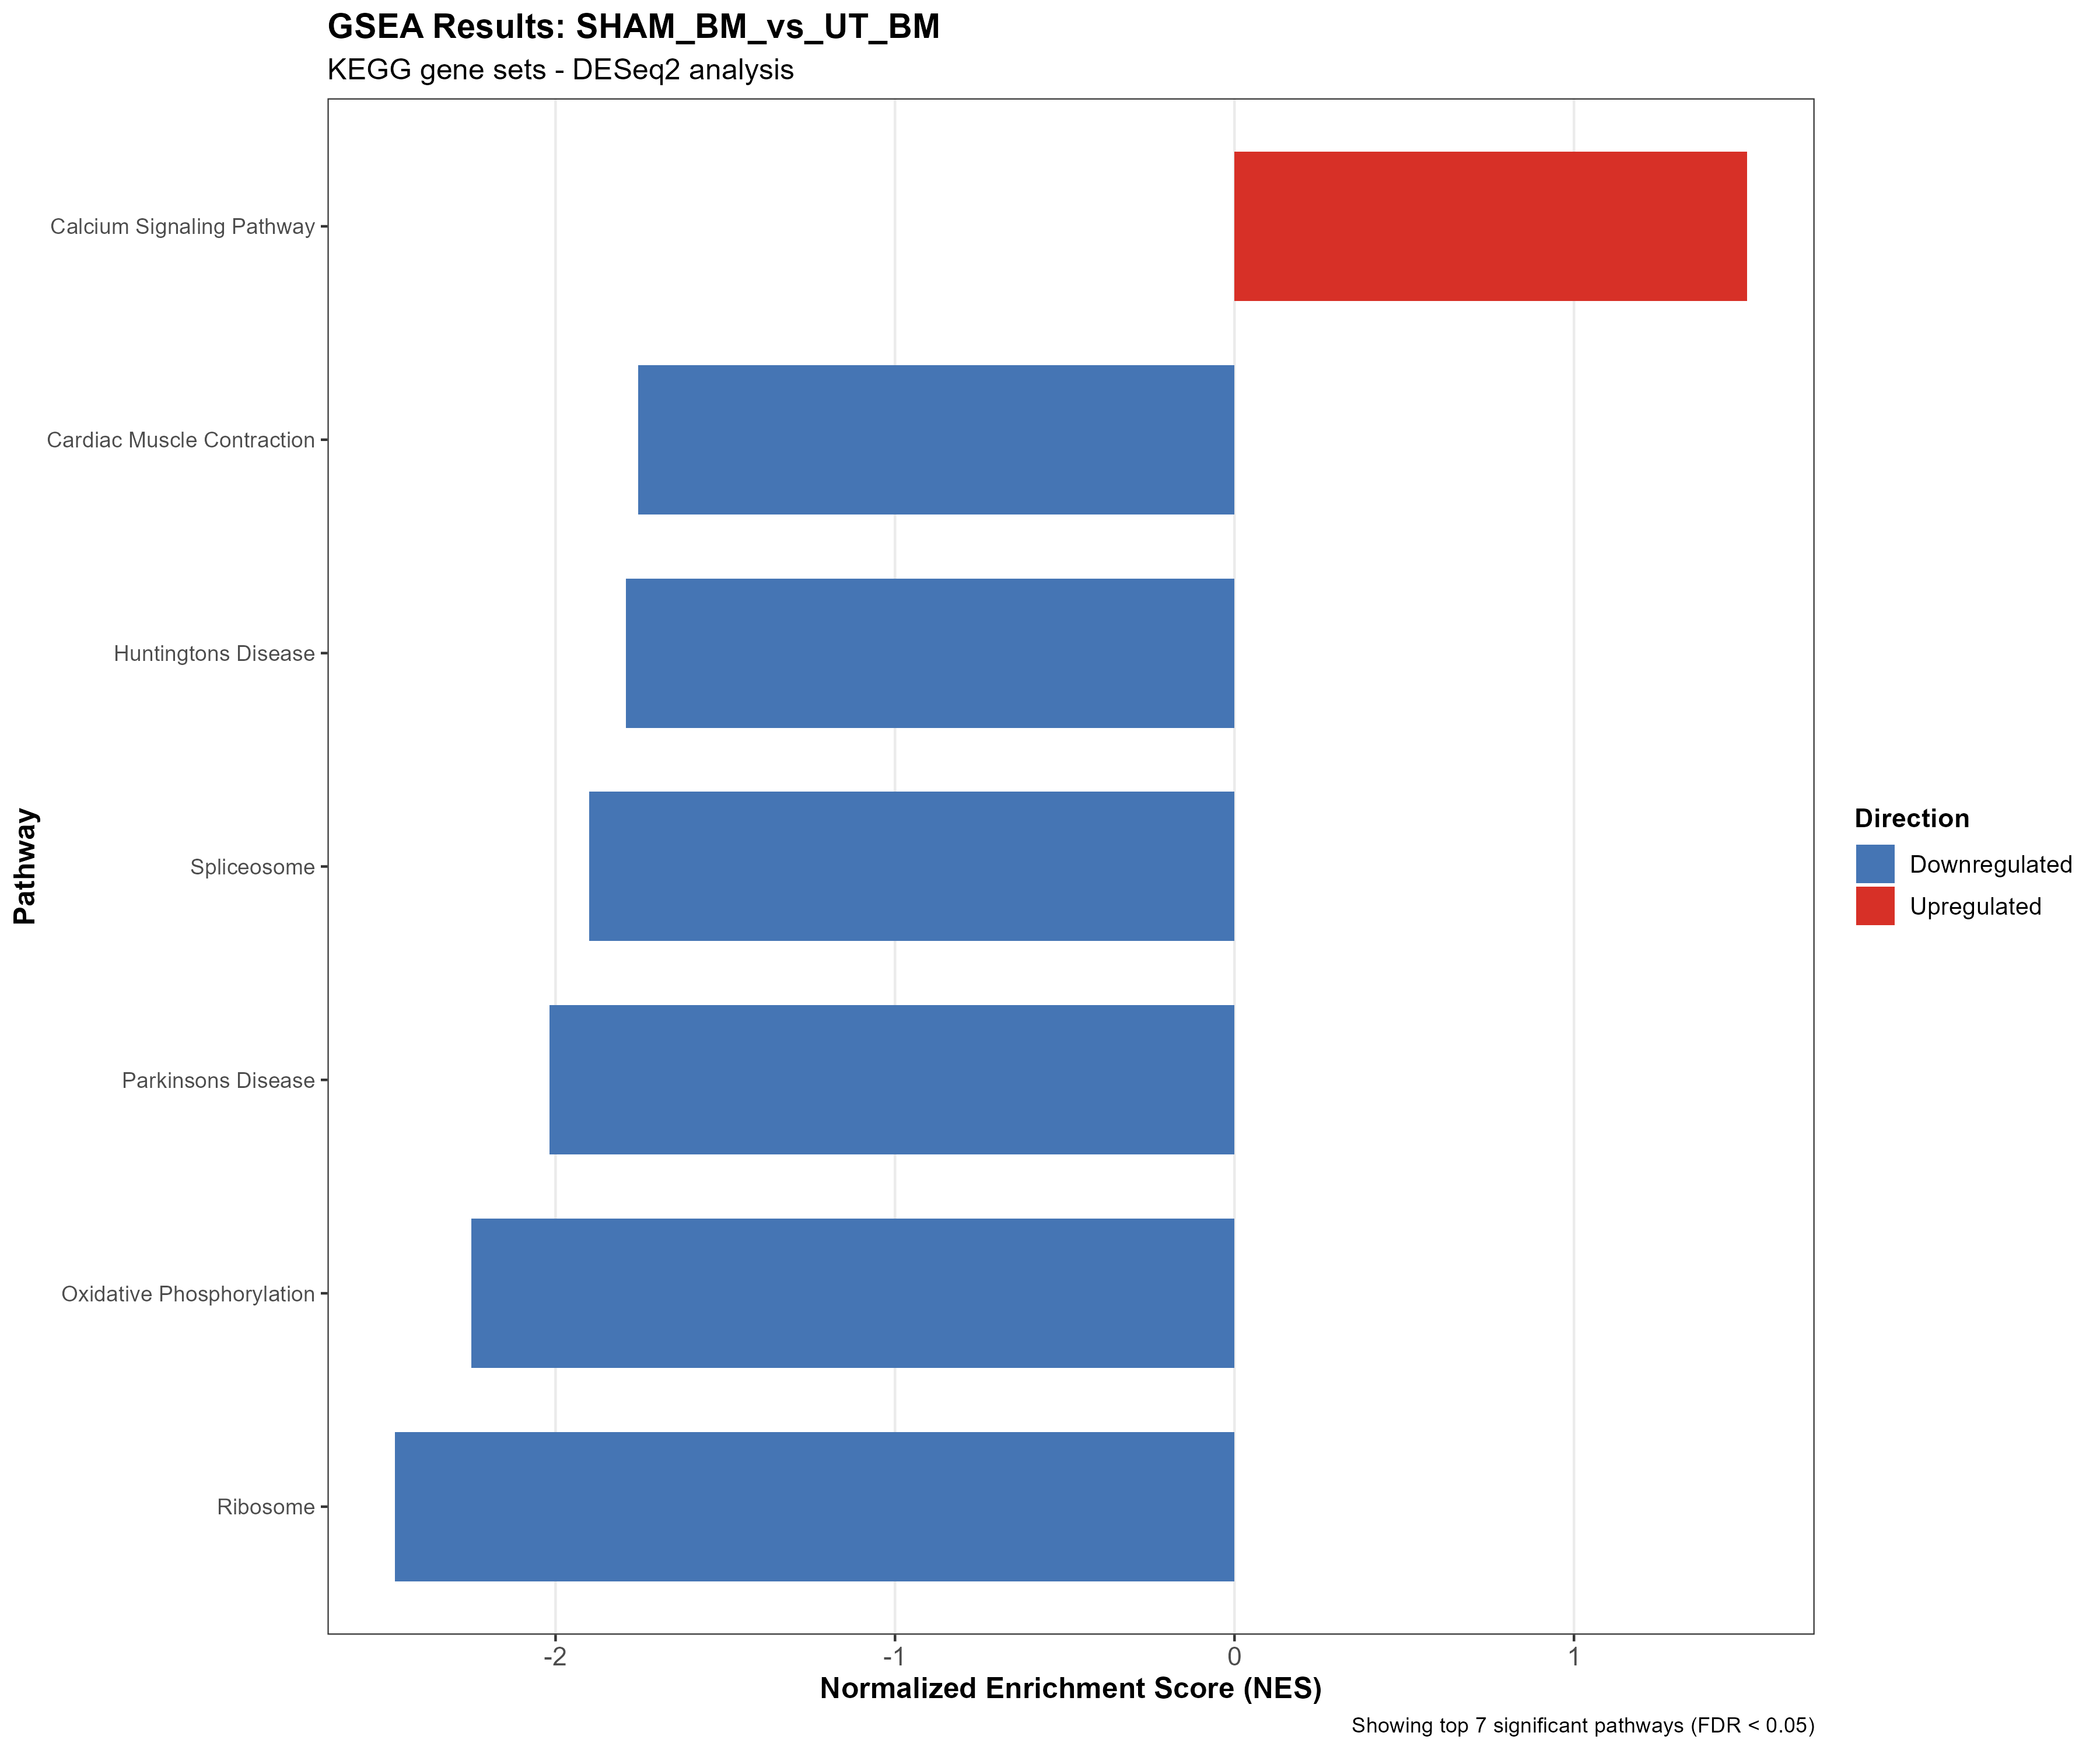 GSEA Results: SHAM_BM_vs_UT_BM
KEGG gene sets - DESeq2 analysis
Pathway
Calcium Signaling Pathway
Cardiac Muscle Contraction
Huntingtons Disease
Spliceosome
Parkinsons Disease
Oxidative Phosphorylation
Ribosome
-2 -1 0 1
Normalized Enrichment Score (NES)
Direction
Downregulated
Upregulated
Showing top 7 significant pathways (FDR < 0.05)